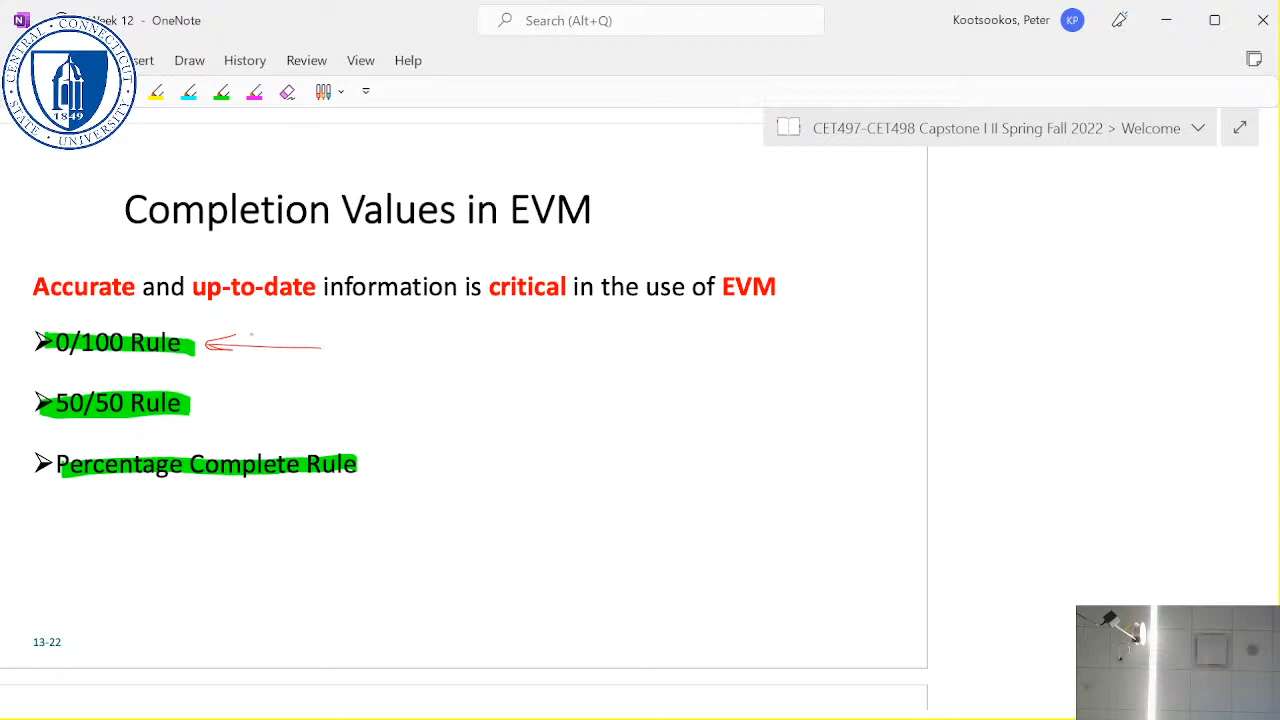 Week 12 - OneNote
Search (Alt+Q)
Kootsookos, Peter
KP
Draw
History
Review
View
Help
CENTRAL CONNECTICUT STATE UNIVERSITY
1849
CET497-CET498 Capstone I II Spring Fall 2022 > Welcome
Completion Values in EVM
Accurate and up-to-date information is critical in the use of EVM
➢0/100 Rule
➢50/50 Rule
➢Percentage Complete Rule
13-22